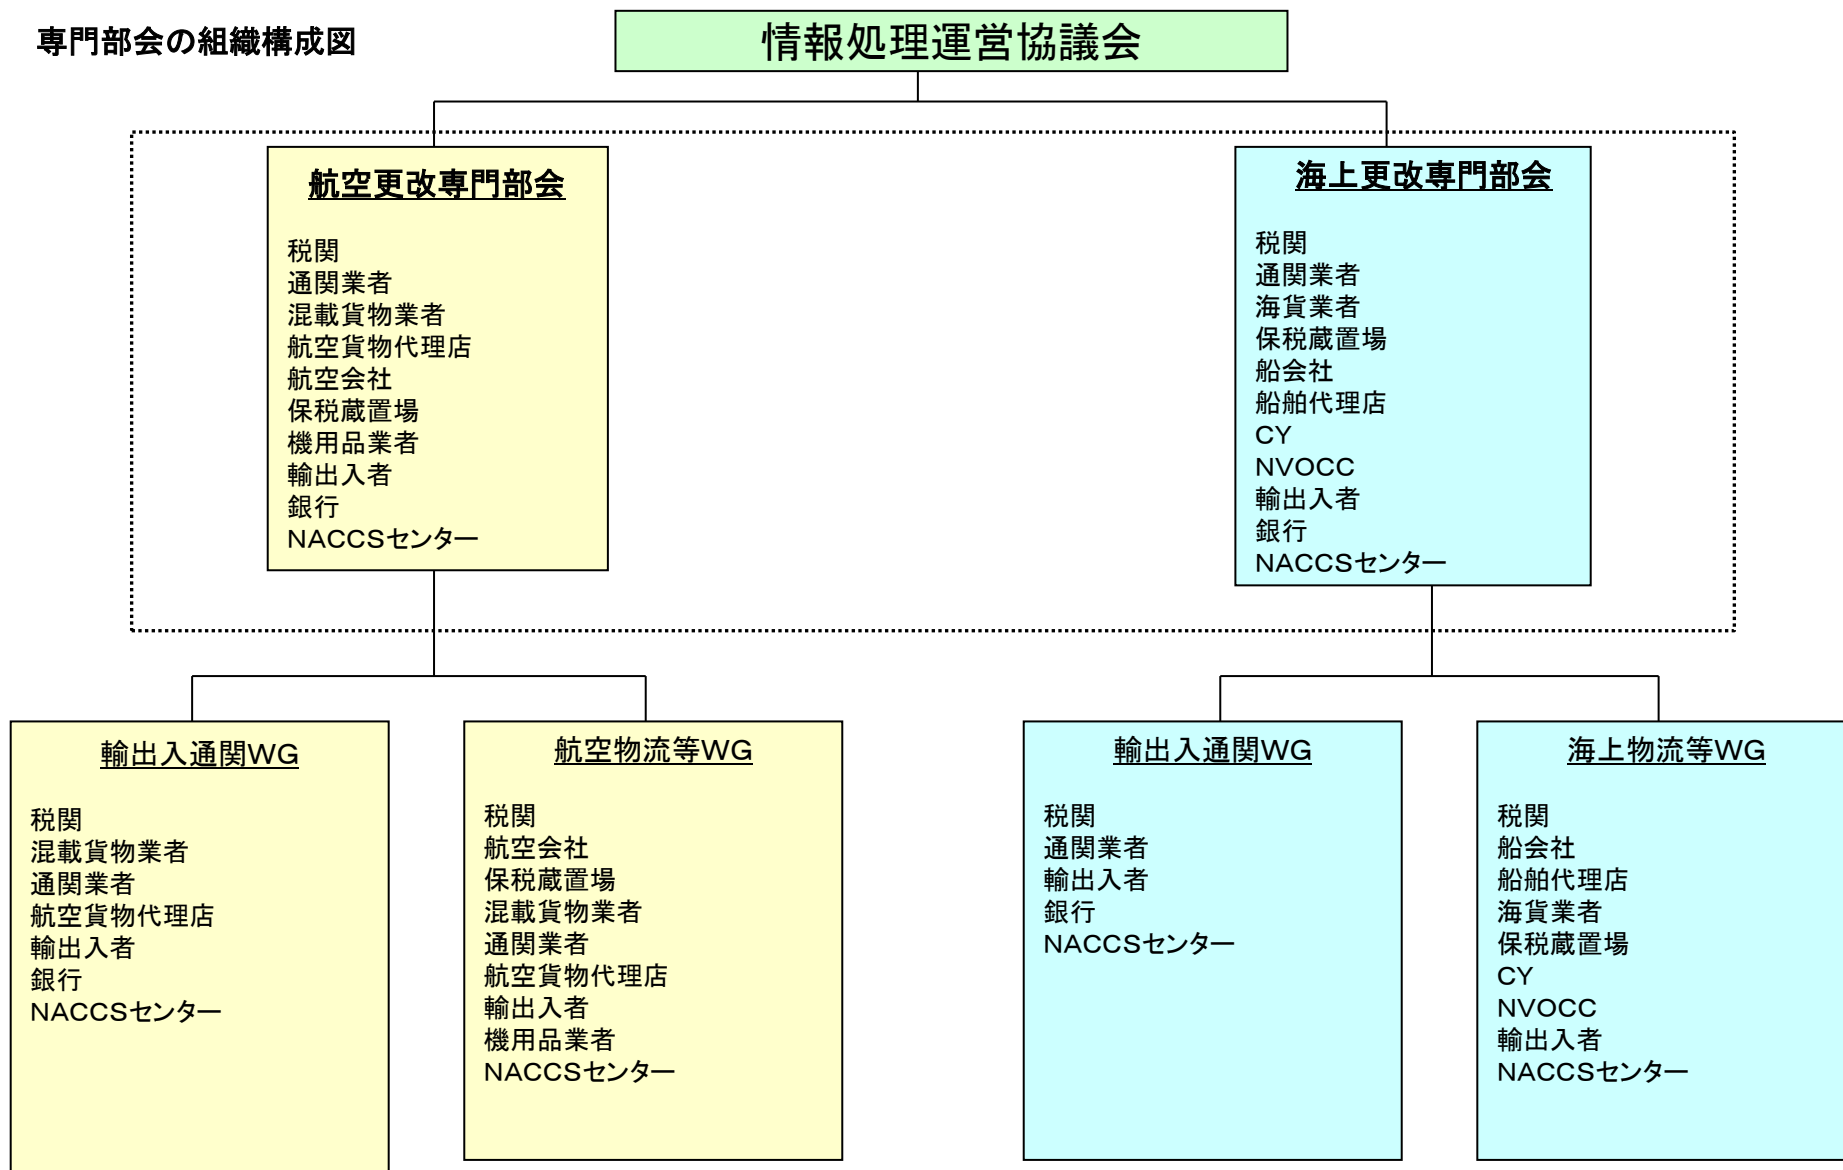 専門部会の組織構成図
情報処理運営協議会
航空更改専門部会
税関
通関業者
混載貨物業者
航空貨物代理店
航空会社
保税蔵置場
機用品業者
輸出入者
銀行
NACCSセンター
海上更改専門部会
税関
通関業者
海貨業者
保税蔵置場
船会社
船舶代理店
CY
NVOCC
輸出入者
銀行
NACCSセンター
輸出入通関WG
税関
混載貨物業者
通関業者
航空貨物代理店
輸出入者
銀行
NACCSセンター
航空物流等WG
税関
航空会社
保税蔵置場
混載貨物業者
通関業者
航空貨物代理店
輸出入者
機用品業者
NACCSセンター
輸出入通関WG
税関
通関業者
輸出入者
銀行
NACCSセンター
海上物流等WG
税関
船会社
船舶代理店
海貨業者
保税蔵置場
CY
NVOCC
輸出入者
NACCSセンター